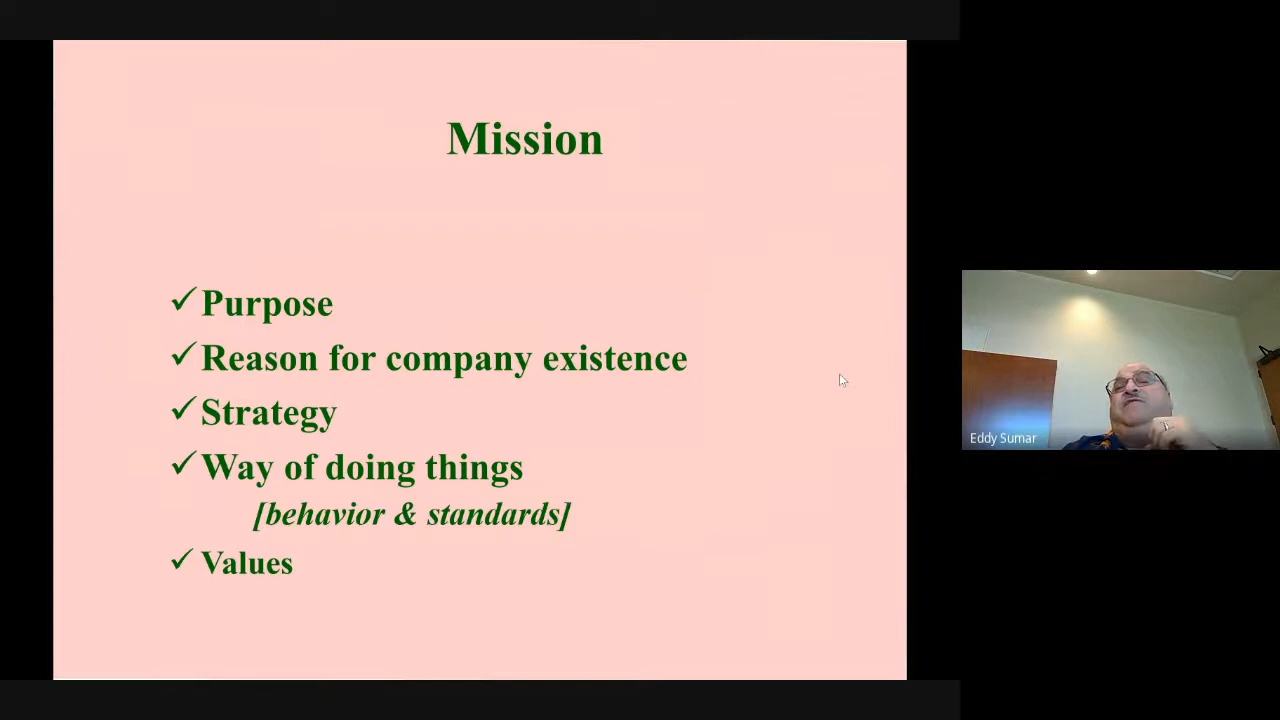 Mission
✓Purpose
✓Reason for company existence
✓Strategy
✓Way of doing things
[behavior & standards]
✓Values
Eddy Sumar